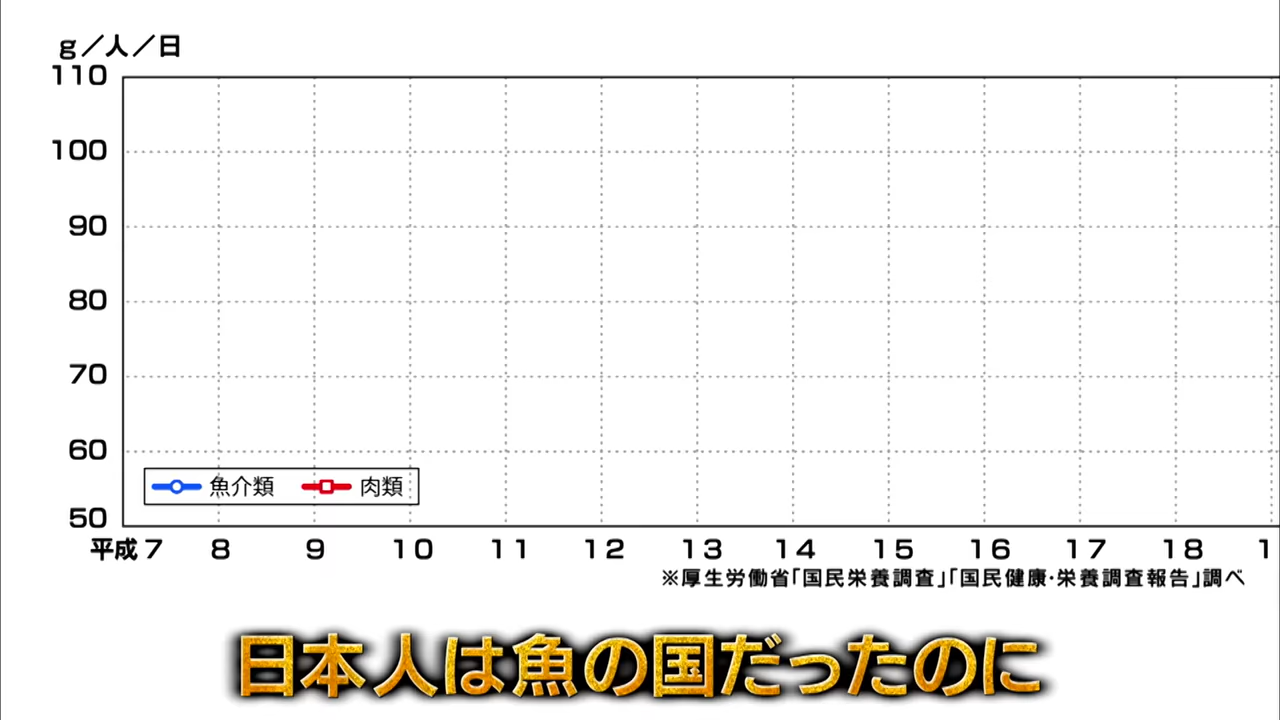 g／人／日
110
100
90
80
70
60
50
魚介類 肉類
平成7 8 9 10 11 12 13 14 15 16 17 18 1
※厚生労働省｢国民栄養調査｣｢国民健康･栄養調査報告｣調べ
日本人は魚の国だったのに